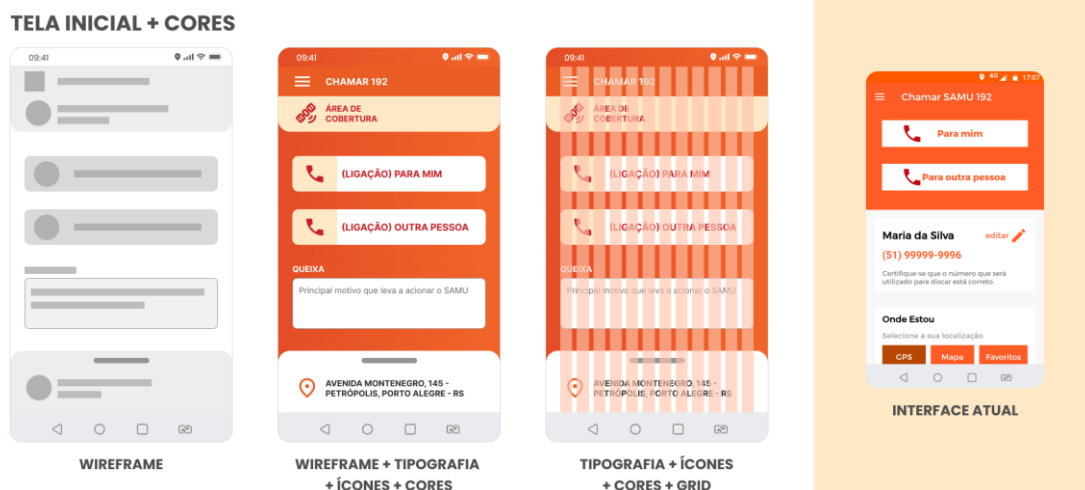 TELA INICIAL + CORES
09:41
WIREFRAME
09:41
CHAMAR 192
ÁREA DE
COBERTURA
(LIGAÇÃO) PARA MIM
(LIGAÇÃO) OUTRA PESSOA
QUEIXA
Principal motivo que leva a acionar o SAMU
AVENIDA MONTENEGRO, 145 -
PETRÓPOLIS, PORTO ALEGRE - RS
WIREFRAME + TIPOGRAFIA
+ ÍCONES + CORES
09:41
CHAMAR 192
ÁREA DE
COBERTURA
(LIGAÇÃO) PARA MIM
(LIGAÇÃO) OUTRA PESSOA
QUEIXA
Principal motivo que leva a acionar o SAMU
AVENIDA MONTENEGRO, 145 -
PETRÓPOLIS, PORTO ALEGRE - RS
TIPOGRAFIA + ÍCONES
+ CORES + GRID
4G 17:07
Chamar SAMU 192
Para mim
Para outra pessoa
Maria da Silva editar
(51) 99999-9996
Certifique-se que o número que será
utilizado para discar está correto.
Onde Estou
Selecione a sua localização
GPS Mapa Favoritos
INTERFACE ATUAL